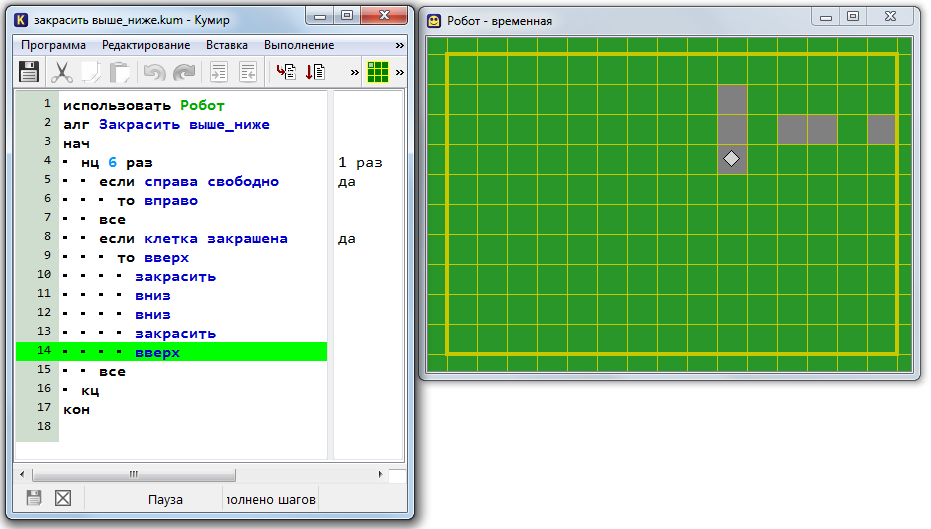 закрасить выше_ниже.kum - Кумир
Программа Редактирование Вставка Выполнение »
» »
1 использовать Робот
2 алг Закрасить выше_ниже
3 нач
4 нц 6 раз 1 раз
5 если справа свободно да
6 то вправо
7 все
8 если клетка закрашена да
9 то вверх
10 закрасить
11 вниз
12 вниз
13 закрасить
14 вверх
15 все
16 кц
17 кон
18
Пауза олнено шагов
Робот - временная